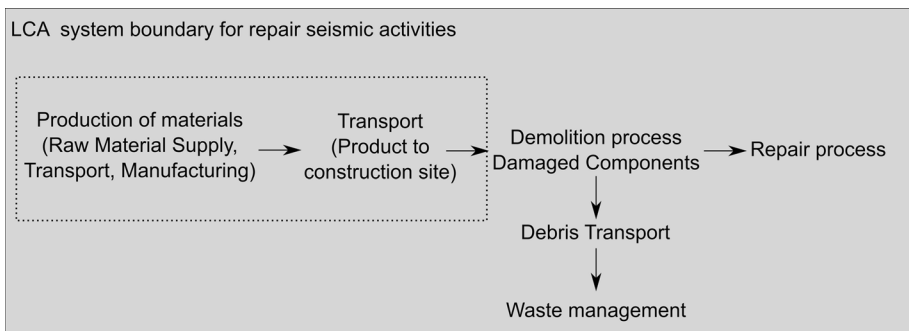 LCA system boundary for repair seismic activities
Production of materials
(Raw Material Supply,
Transport, Manufacturing)
Transport
(Product to
construction site)
Demolition process
Damaged Components
Repair process
Debris Transport
Waste management